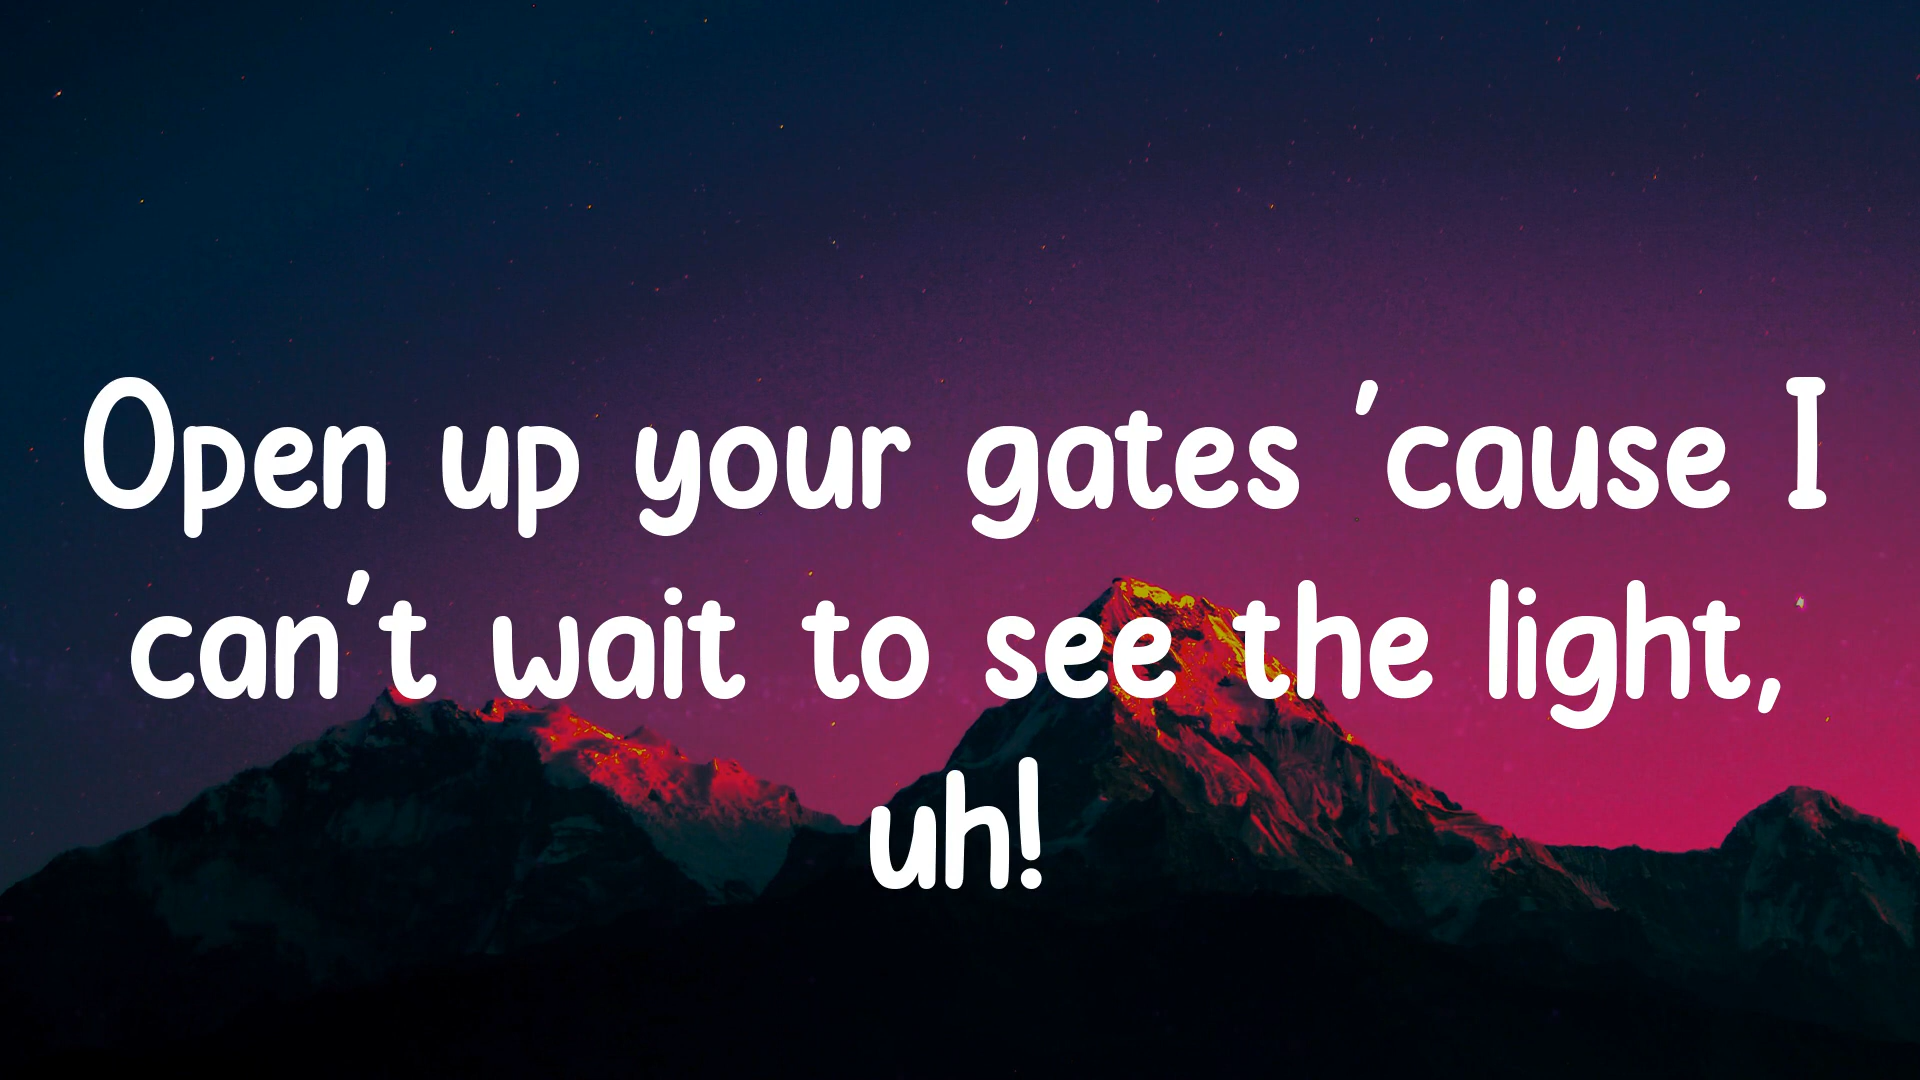 Open up your gates ’cause I
can’t wait to see the light,
uh!